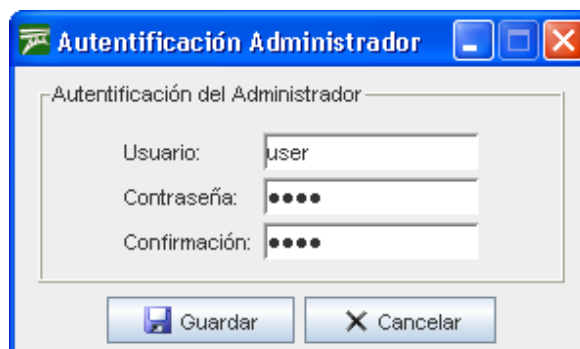 Autentificación Administrador
Autentificación del Administrador
Usuario: user
Contraseña: ●●●●
Confirmación: ●●●●
Guardar Cancelar